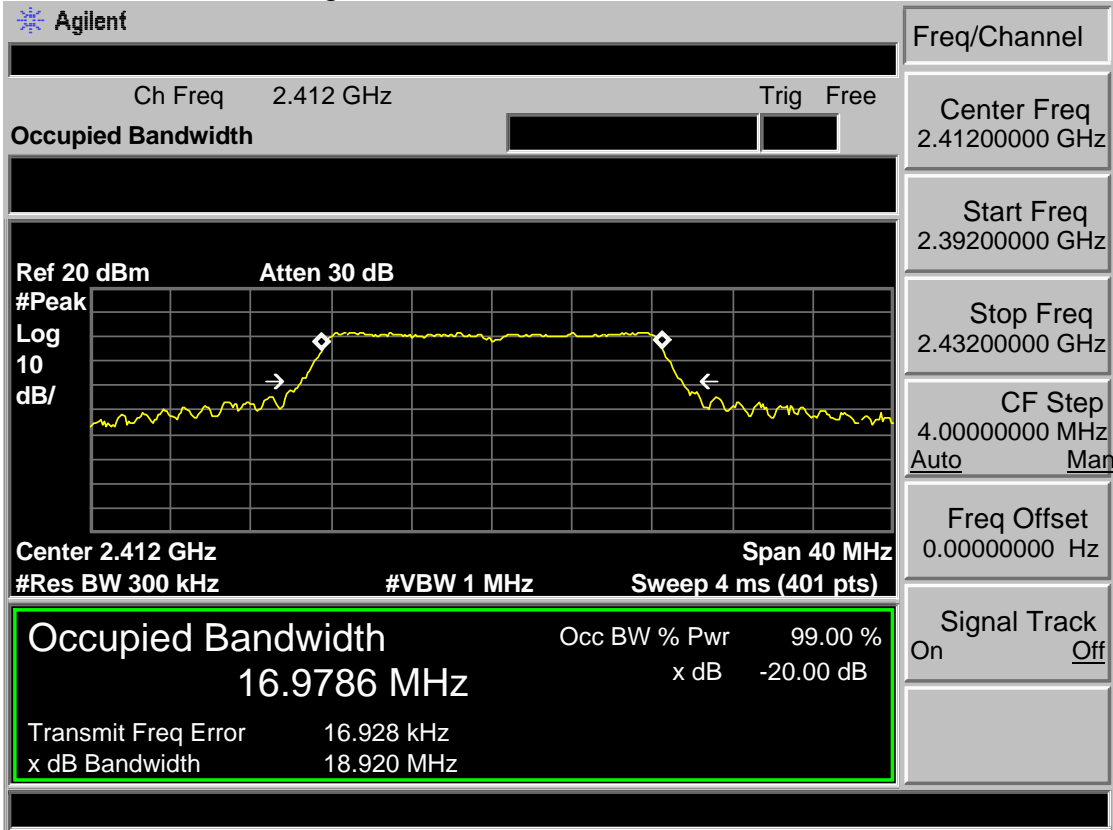 Agilent
Ch Freq 2.412 GHz Trig Free
Occupied Bandwidth
Ref 20 dBm Atten 30 dB
#Peak
Log
10
dB/
Center 2.412 GHz Span 40 MHz
#Res BW 300 kHz #VBW 1 MHz Sweep 4 ms (401 pts)
Occupied Bandwidth Occ BW % Pwr 99.00 %
16.9786 MHz x dB -20.00 dB
Transmit Freq Error 16.928 kHz
x dB Bandwidth 18.920 MHz
Freq/Channel
Center Freq
2.41200000 GHz
Start Freq
2.39200000 GHz
Stop Freq
2.43200000 GHz
CF Step
4.00000000 MHz
Auto Man
Freq Offset
0.00000000 Hz
Signal Track
On Off